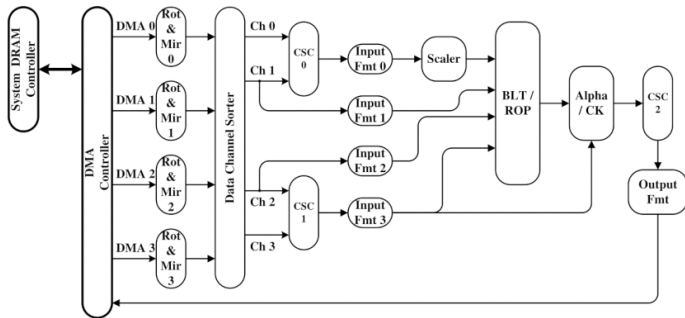 System DRAM
Controller
DMA
Controller
DMA 0
DMA 1
DMA 2
DMA 3
Rot
&
Mir
0
Rot
&
Mir
1
Rot
&
Mir
2
Rot
&
Mir
3
Data Channel Sorter
Ch 0
Ch 1
Ch 2
Ch 3
CSC
0
CSC
1
Input
Fmt 0
Input
Fmt 1
Input
Fmt 2
Input
Fmt 3
Scaler
BLT /
ROP
Alpha
/ CK
CSC
2
Output
Fmt